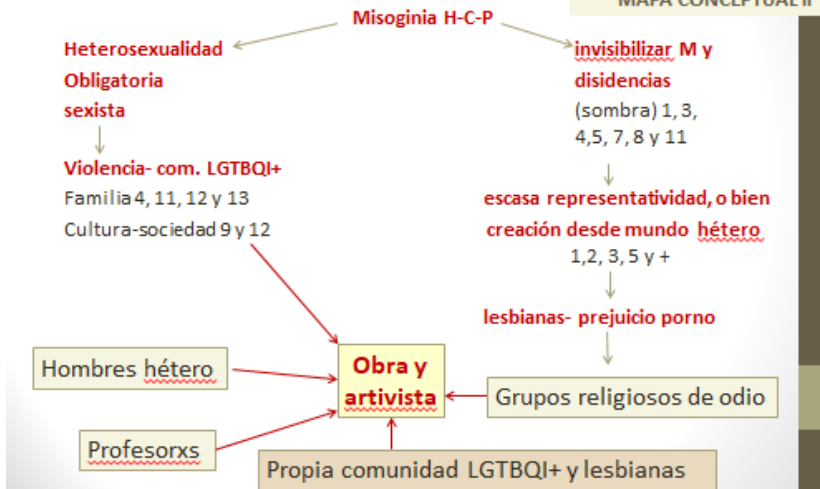 MAPA CONCEPTUAL II
Misoginia H-C-P
Heterosexualidad
Obligatoria
sexista
Violencia- com. LGTBQI+
Familia 4, 11, 12 y 13
Cultura-sociedad 9 y 12
invisibilizar M y
disidencias
(sombra) 1, 3,
4,5, 7, 8 y 11
escasa representatividad, o bien
creación desde mundo hétero
1,2, 3, 5 y +
lesbianas- prejuicio porno
Hombres hétero
Obra y
artivista
Grupos religiosos de odio
Profesorxs
Propia comunidad LGTBQI+ y lesbianas